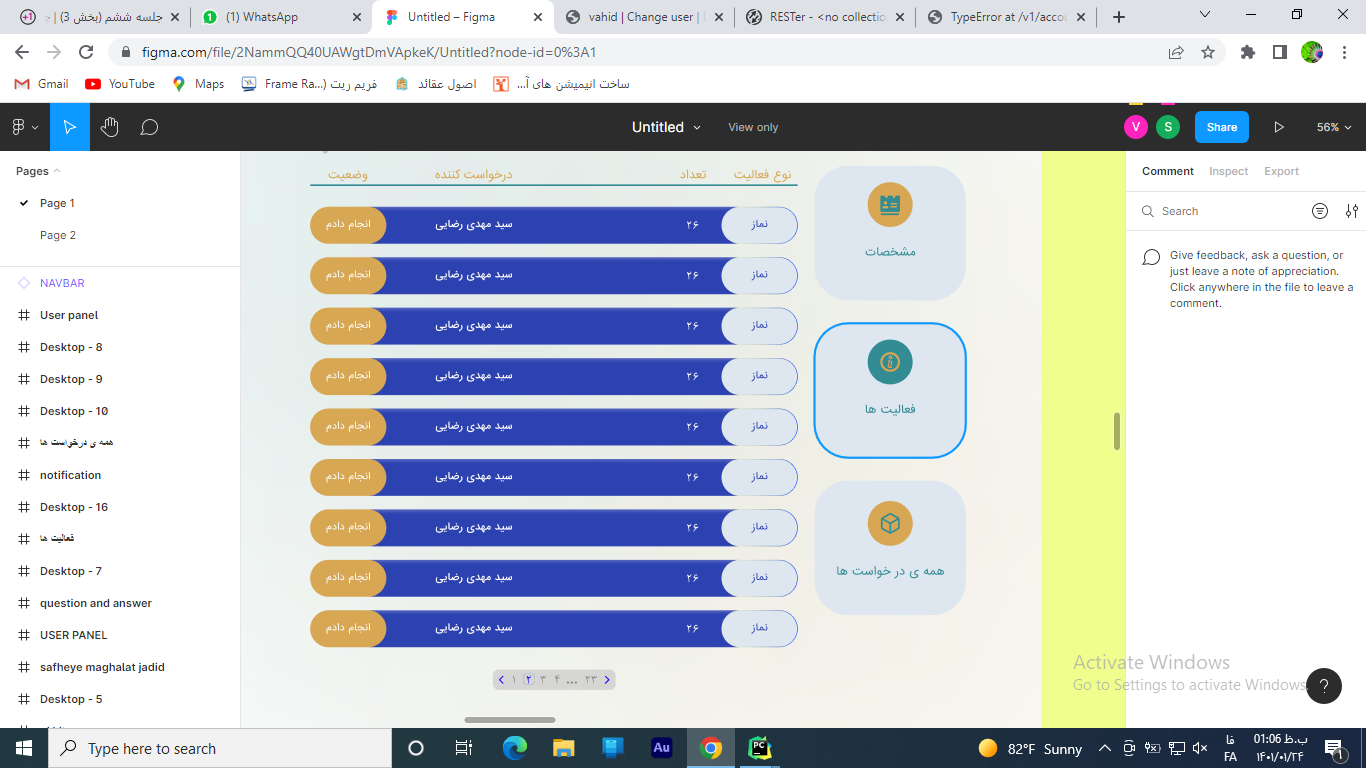 جلسه ششم (بخش 3) | <
(1) WhatsApp
Untitled – Figma
vahid | Change user |
RESTer - <no collectio
TypeError at /v1/accou
figma.com/file/2NammQQ40UAWgtDmVApkeK/Untitled?node-id=0%3A1
Gmail
YouTube
Maps
Frame Ra...) فریم ریت
اصول عقائد
ساخت انیمیشن های آ...
Untitled
View only
V
S
Share
56%
Pages
Page 1
Page 2
NAVBAR
User panel
Desktop - 8
Desktop - 9
Desktop - 10
همه ی درخواست ها
notification
Desktop - 16
فعالیت ها
Desktop - 7
question and answer
USER PANEL
safheye maghalat jadid
Desktop - 5
نوع فعالیت تعداد درخواست کننده وضعیت
نماز ۲۶ سید مهدی رضایی انجام دادم
نماز ۲۶ سید مهدی رضایی انجام دادم
نماز ۲۶ سید مهدی رضایی انجام دادم
نماز ۲۶ سید مهدی رضایی انجام دادم
نماز ۲۶ سید مهدی رضایی انجام دادم
نماز ۲۶ سید مهدی رضایی انجام دادم
نماز ۲۶ سید مهدی رضایی انجام دادم
نماز ۲۶ سید مهدی رضایی انجام دادم
نماز ۲۶ سید مهدی رضایی انجام دادم
۱ ۲ ۳ ۴ ... ۲۳
مشخصات
فعالیت ها
همه ی در خواست ها
Comment
Inspect
Export
Search
Give feedback, ask a question, or
just leave a note of appreciation.
Click anywhere in the file to leave a
comment.
Activate Windows
Go to Settings to activate Windows.
?
Type here to search
Au
PC
82°F Sunny
فا
FA
01:06 ب.ظ
۱۴۰۱/۰۱/۲۴
1